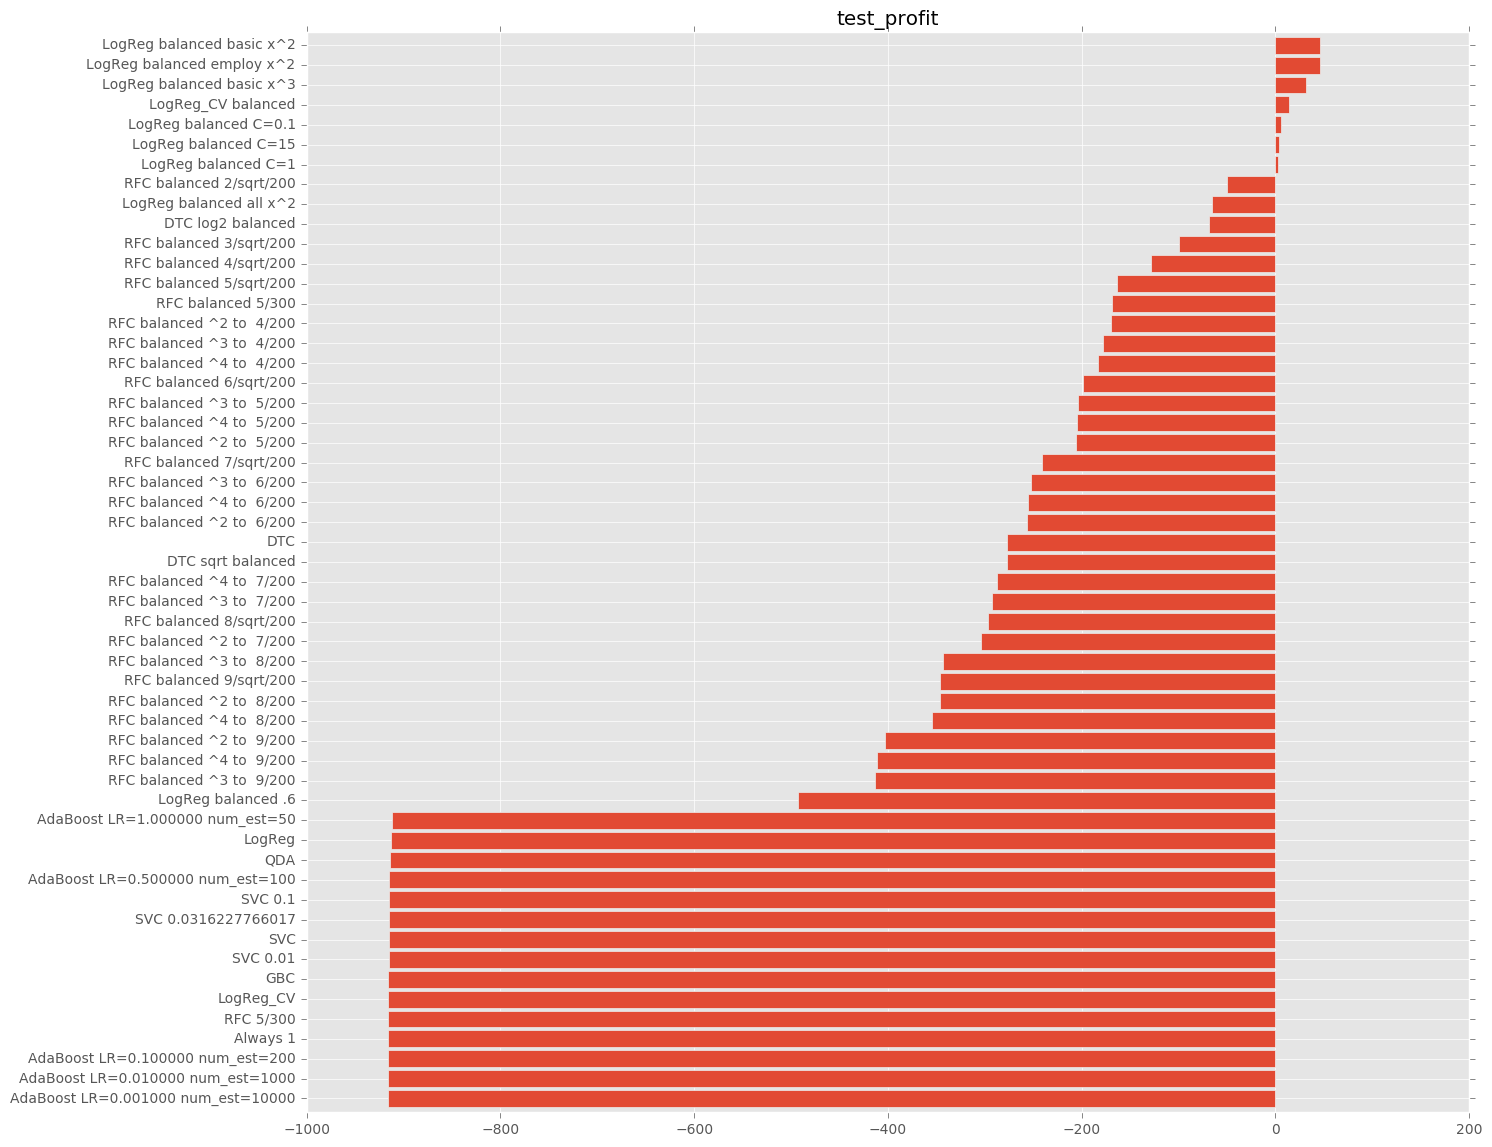 test_profit
LogReg balanced basic x^2
LogReg balanced employ x^2
LogReg balanced basic x^3
LogReg_CV balanced
LogReg balanced C=0.1
LogReg balanced C=15
LogReg balanced C=1
RFC balanced 2/sqrt/200
LogReg balanced all x^2
DTC log2 balanced
RFC balanced 3/sqrt/200
RFC balanced 4/sqrt/200
RFC balanced 5/sqrt/200
RFC balanced 5/300
RFC balanced ^2 to  4/200
RFC balanced ^3 to  4/200
RFC balanced ^4 to  4/200
RFC balanced 6/sqrt/200
RFC balanced ^3 to  5/200
RFC balanced ^4 to  5/200
RFC balanced ^2 to  5/200
RFC balanced 7/sqrt/200
RFC balanced ^3 to  6/200
RFC balanced ^4 to  6/200
RFC balanced ^2 to  6/200
DTC
DTC sqrt balanced
RFC balanced ^4 to  7/200
RFC balanced ^3 to  7/200
RFC balanced 8/sqrt/200
RFC balanced ^2 to  7/200
RFC balanced ^3 to  8/200
RFC balanced 9/sqrt/200
RFC balanced ^2 to  8/200
RFC balanced ^4 to  8/200
RFC balanced ^2 to  9/200
RFC balanced ^4 to  9/200
RFC balanced ^3 to  9/200
LogReg balanced .6
AdaBoost LR=1.000000 num_est=50
LogReg
QDA
AdaBoost LR=0.500000 num_est=100
SVC 0.1
SVC 0.0316227766017
SVC
SVC 0.01
GBC
LogReg_CV
RFC 5/300
Always 1
AdaBoost LR=0.100000 num_est=200
AdaBoost LR=0.010000 num_est=1000
AdaBoost LR=0.001000 num_est=10000
−1000 −800 −600 −400 −200 0 200